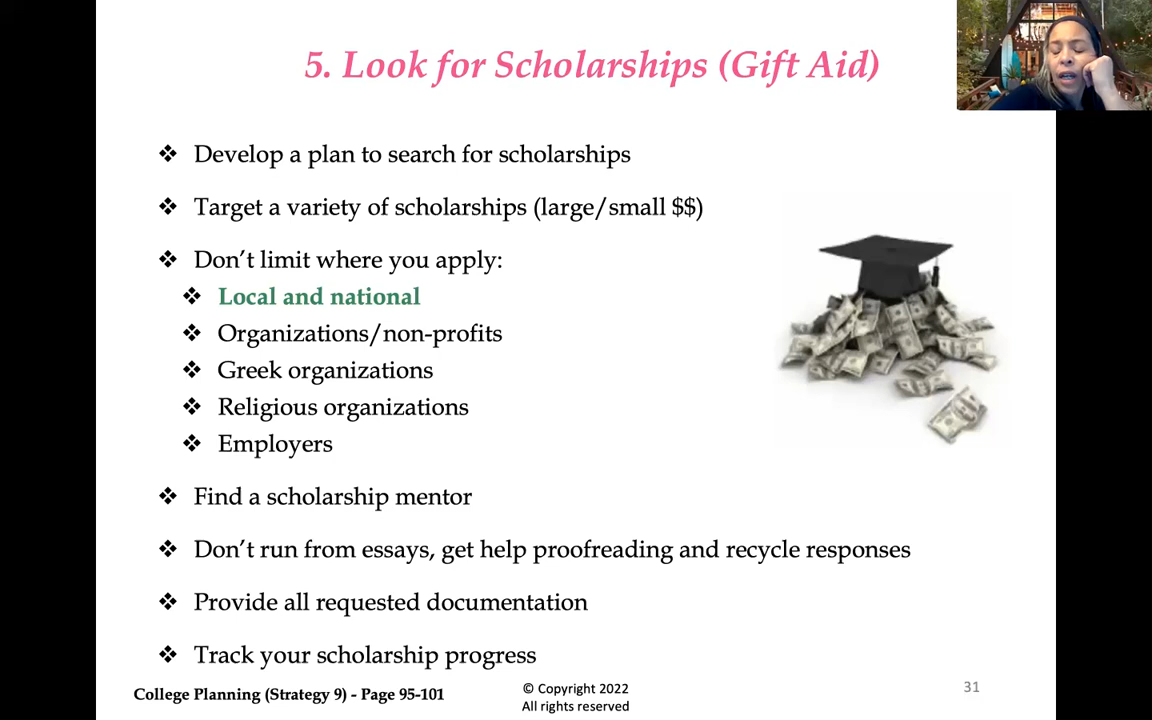 5. Look for Scholarships (Gift Aid)
❖ Develop a plan to search for scholarships
❖ Target a variety of scholarships (large/small $$)
❖ Don’t limit where you apply:
❖ Local and national
❖ Organizations/non-profits
❖ Greek organizations
❖ Religious organizations
❖ Employers
❖ Find a scholarship mentor
❖ Don’t run from essays, get help proofreading and recycle responses
❖ Provide all requested documentation
❖ Track your scholarship progress
College Planning (Strategy 9) - Page 95-101
© Copyright 2022
All rights reserved
31